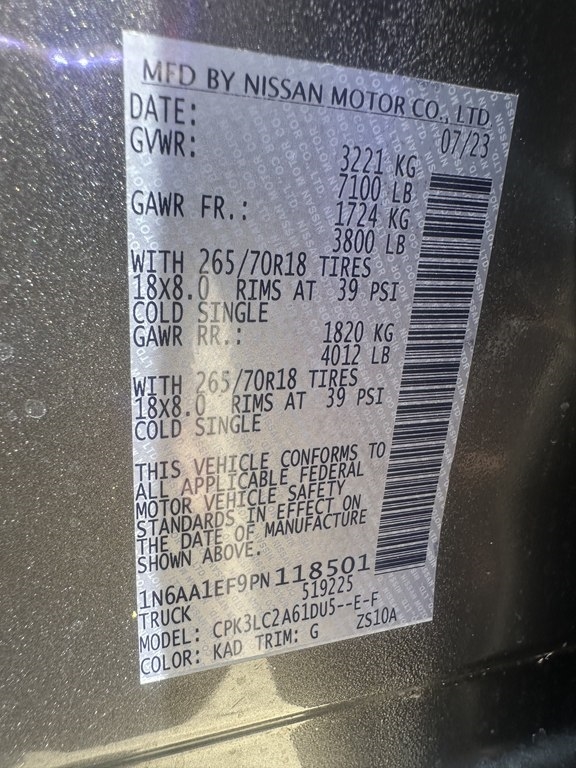 MFD BY NISSAN MOTOR CO., LTD.
DATE: 07/23
GVWR: 3221 KG
7100 LB
GAWR FR.: 1724 KG
3800 LB
WITH 265/70R18 TIRES
18X8.0 RIMS AT 39 PSI
COLD SINGLE
GAWR RR.: 1820 KG
4012 LB
WITH 265/70R18 TIRES
18X8.0 RIMS AT 39 PSI
COLD SINGLE
THIS VEHICLE CONFORMS TO
ALL APPLICABLE FEDERAL
MOTOR VEHICLE SAFETY
STANDARDS IN EFFECT ON
THE DATE OF MANUFACTURE
SHOWN ABOVE.
1N6AA1EF9PN118501
TRUCK 519225
MODEL: CPK3LC2A61DU5--E-F
COLOR: KAD TRIM: G ZS10A